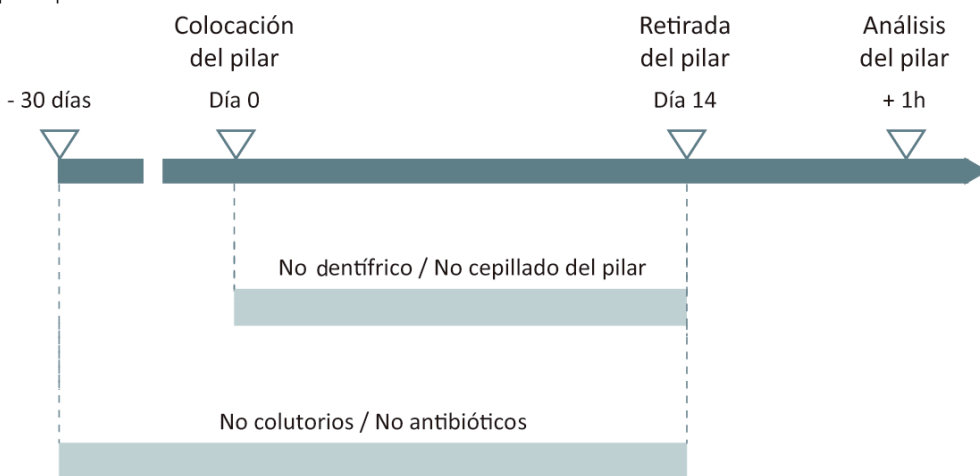 Colocación
del pilar
Retirada
del pilar
Análisis
del pilar
- 30 días
Día 0
Día 14
+ 1h
No dentífrico / No cepillado del pilar
No colutorios / No antibióticos